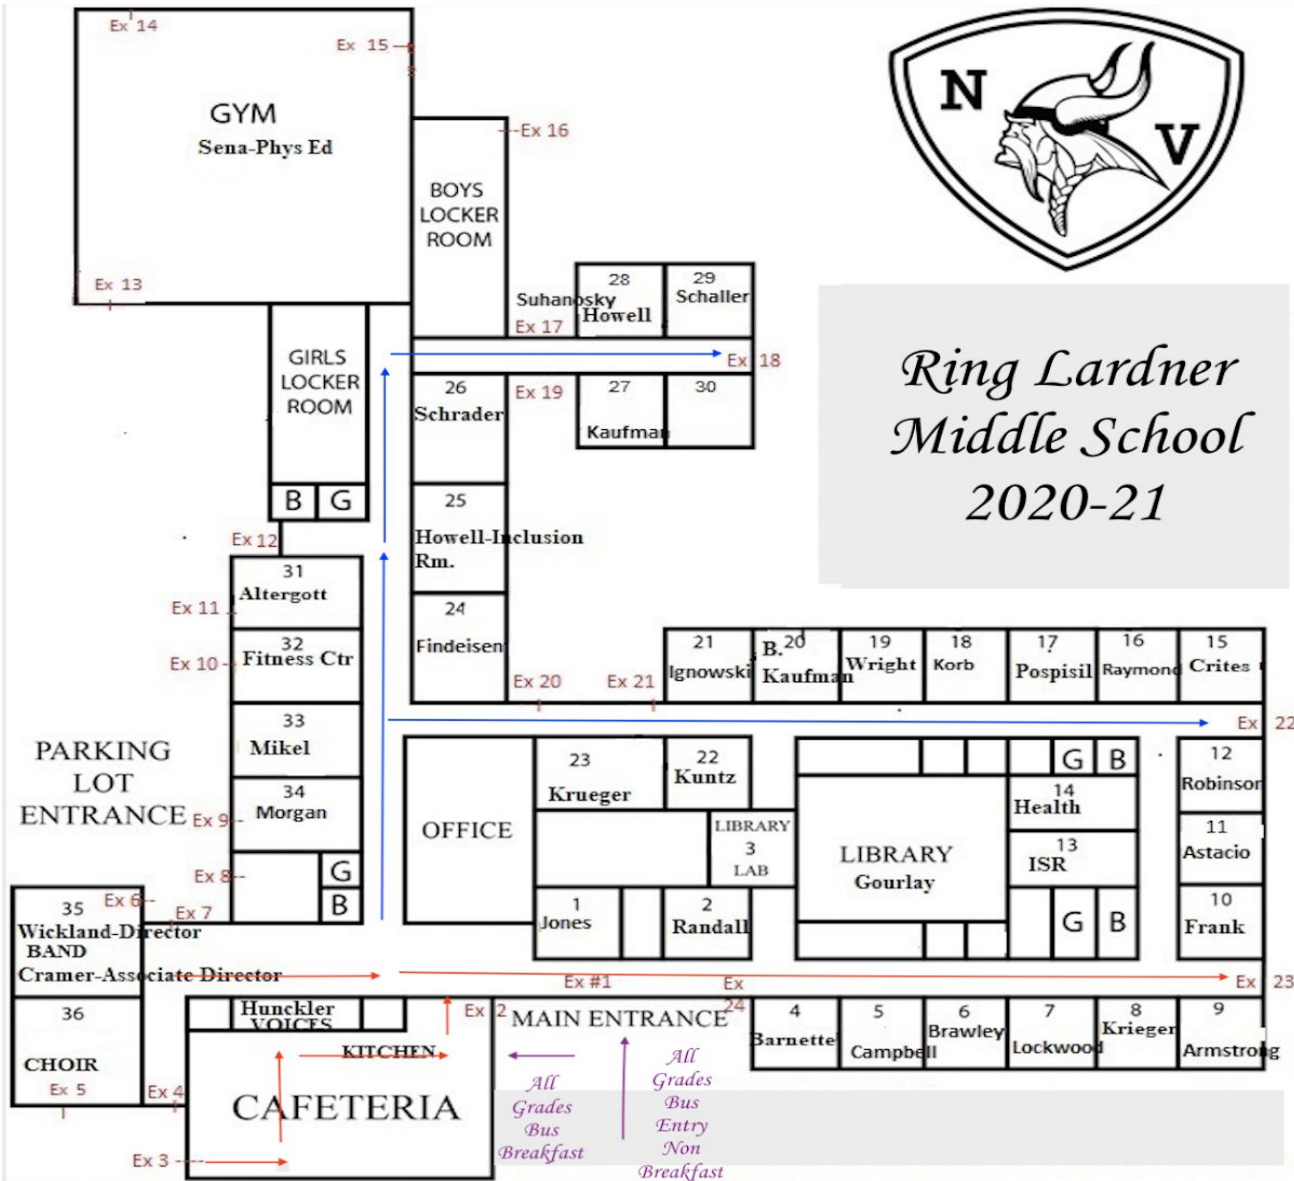 Ex 14
Ex 15
GYM
Sena-Phys Ed
Ex 13
Ex 16
BOYS
LOCKER
ROOM
N
V
Ring Lardner
Middle School
2020-21
Suhanosky
Ex 17
28
Howell
29
Schaller
Ex 18
Ex 19
27
Kaufman
30
GIRLS
LOCKER
ROOM
B
G
26
Schrader
25
Howell-Inclusion
Rm.
24
Findeisen
Ex 12
31
Altergott
Ex 11
32
Fitness Ctr
Ex 10
33
Mikel
34
Morgan
PARKING
LOT
ENTRANCE
Ex 9
Ex 8
G
B
Ex 20
Ex 21
21
Ignowski
20
B.
Kaufman
19
Wright
18
Korb
17
Pospisil
16
Raymond
15
Crites
Ex 22
OFFICE
23
Krueger
22
Kuntz
LIBRARY
3
LAB
1
Jones
2
Randall
LIBRARY
Gourlay
G
B
14
Health
13
ISR
G
B
12
Robinson
11
Astacio
10
Frank
Ex 6
Ex 7
35
Wickland-Director
BAND
Cramer-Associate Director
36
CHOIR
Ex 5
Ex 4
Ex 3
Hunckler
VOICES
KITCHEN
CAFETERIA
Ex 2
Ex #1
Ex
24
Ex 23
MAIN ENTRANCE
4
Barnette
5
Campbell
6
Brawley
7
Lockwood
8
Krieger
9
Armstrong
All
Grades
Bus
Breakfast
All
Grades
Bus
Entry
Non
Breakfast